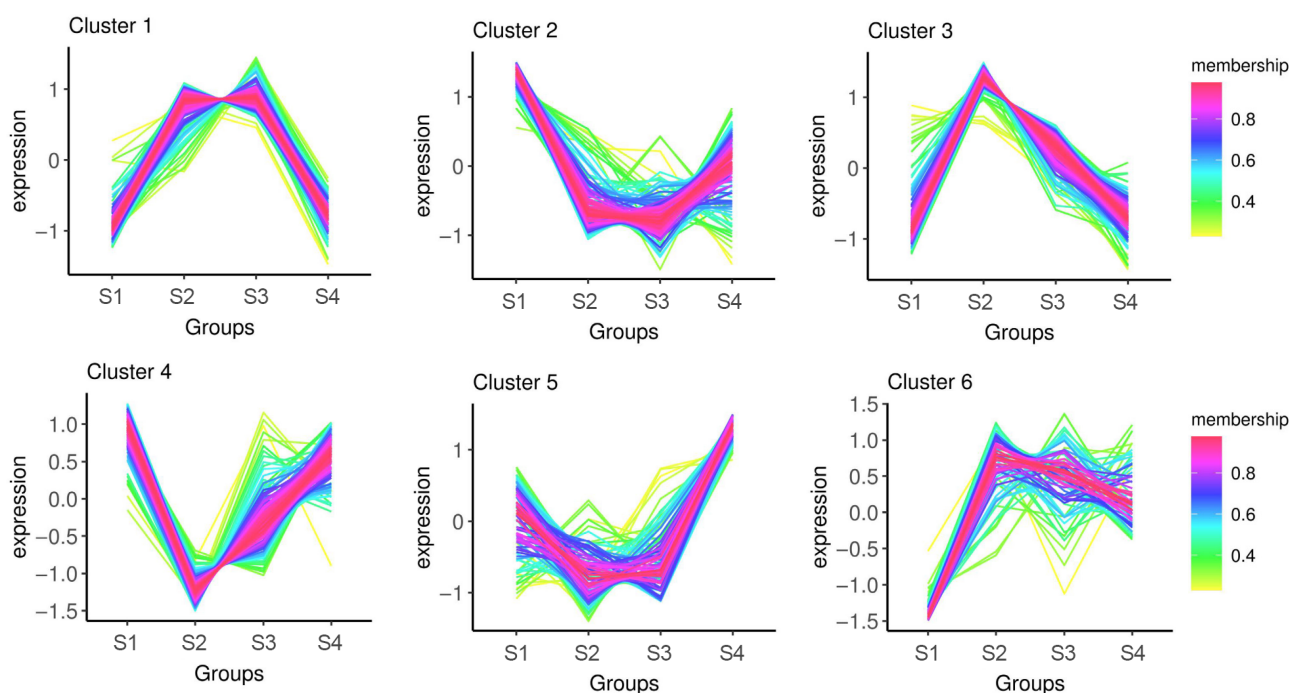 Cluster 1
expression
1
0
−1
S1 S2 S3 S4
Groups
Cluster 2
expression
1
0
−1
S1 S2 S3 S4
Groups
Cluster 3
expression
1
0
−1
S1 S2 S3 S4
Groups
membership
0.8
0.6
0.4
Cluster 4
expression
1.0
0.5
0.0
−0.5
−1.0
−1.5
S1 S2 S3 S4
Groups
Cluster 5
expression
1
0
−1
S1 S2 S3 S4
Groups
Cluster 6
expression
1.5
1.0
0.5
0.0
−0.5
−1.0
−1.5
S1 S2 S3 S4
Groups
membership
0.8
0.6
0.4